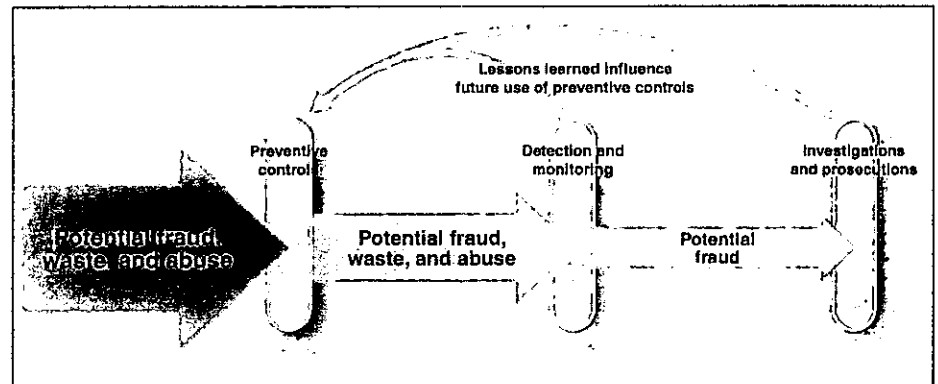 Lessons learned influence
future use of preventive controls
Preventive
controls
Detection and
monitoring
Investigations
and prosecutions
Potential fraud,
waste, and abuse
Potential fraud,
waste, and abuse
Potential
fraud